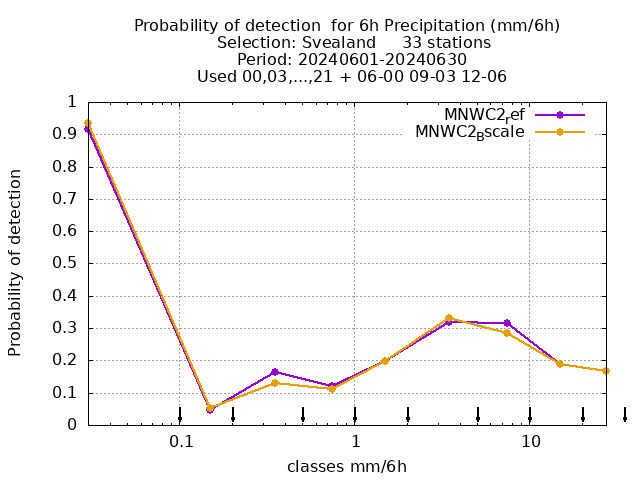 Probability of detection  for 6h Precipitation (mm/6h)
Selection: Svealand     33 stations
Period: 20240601-20240630
Used 00,03,...,21 + 06-00 09-03 12-06
MNWC2_ref
MNWC2_Bscale
1
0.9
0.8
0.7
0.6
0.5
0.4
0.3
0.2
0.1
0
Probability of detection
0.1 1 10
classes mm/6h